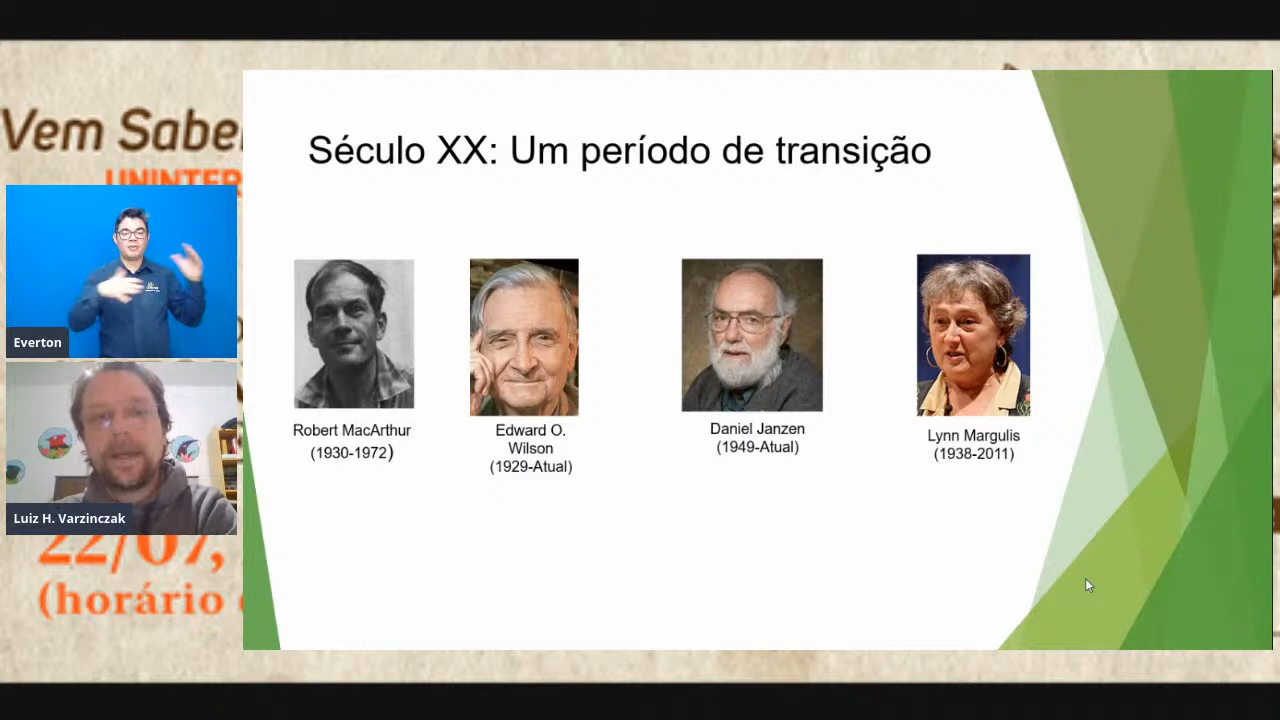 Vem Sabe
UNINTER
Século XX: Um período de transição
Everton
Luiz H. Varzinczak
Robert MacArthur
(1930-1972)
Edward O.
Wilson
(1929-Atual)
Daniel Janzen
(1949-Atual)
Lynn Margulis
(1938-2011)
22/07,
(horário